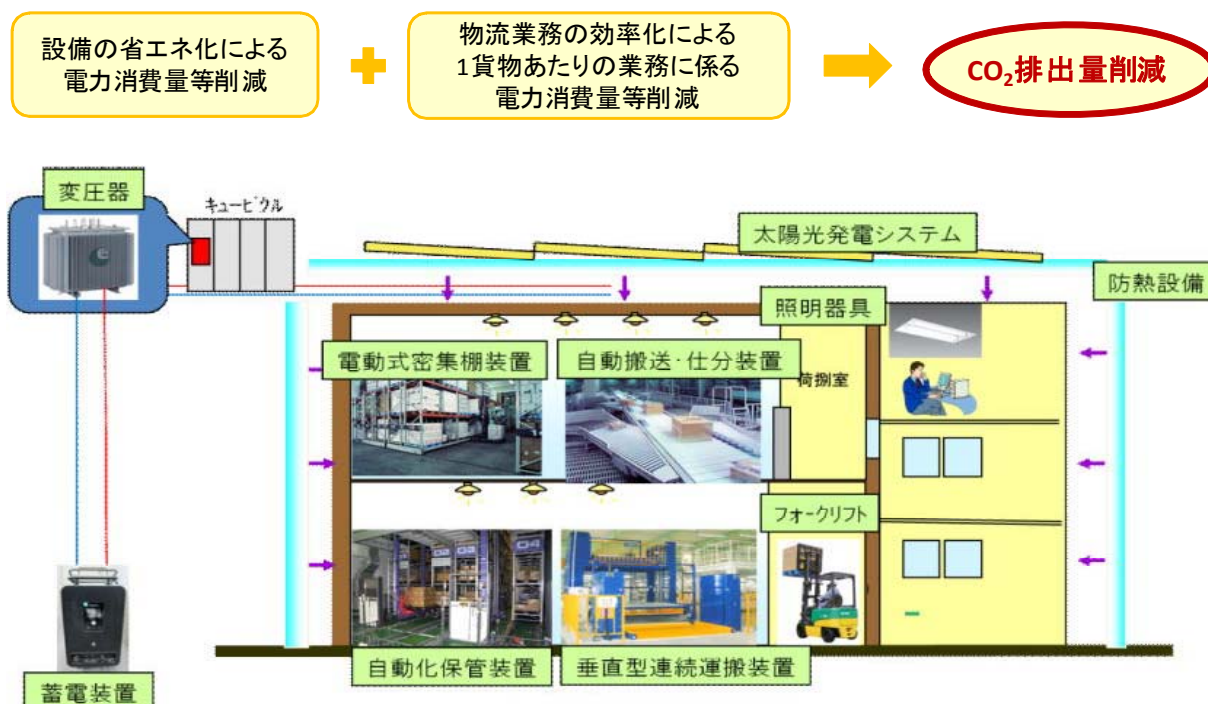 設備の省エネ化による
電力消費量等削減
物流業務の効率化による
1貨物あたりの業務に係る
電力消費量等削減
CO₂排出量削減
変圧器
キュービクル
太陽光発電システム
防熱設備
照明器具
電動式密集棚装置
自動搬送・仕分装置
荷捌室
フォークリフト
02
03
04
自動化保管装置
垂直型連続運搬装置
蓄電装置